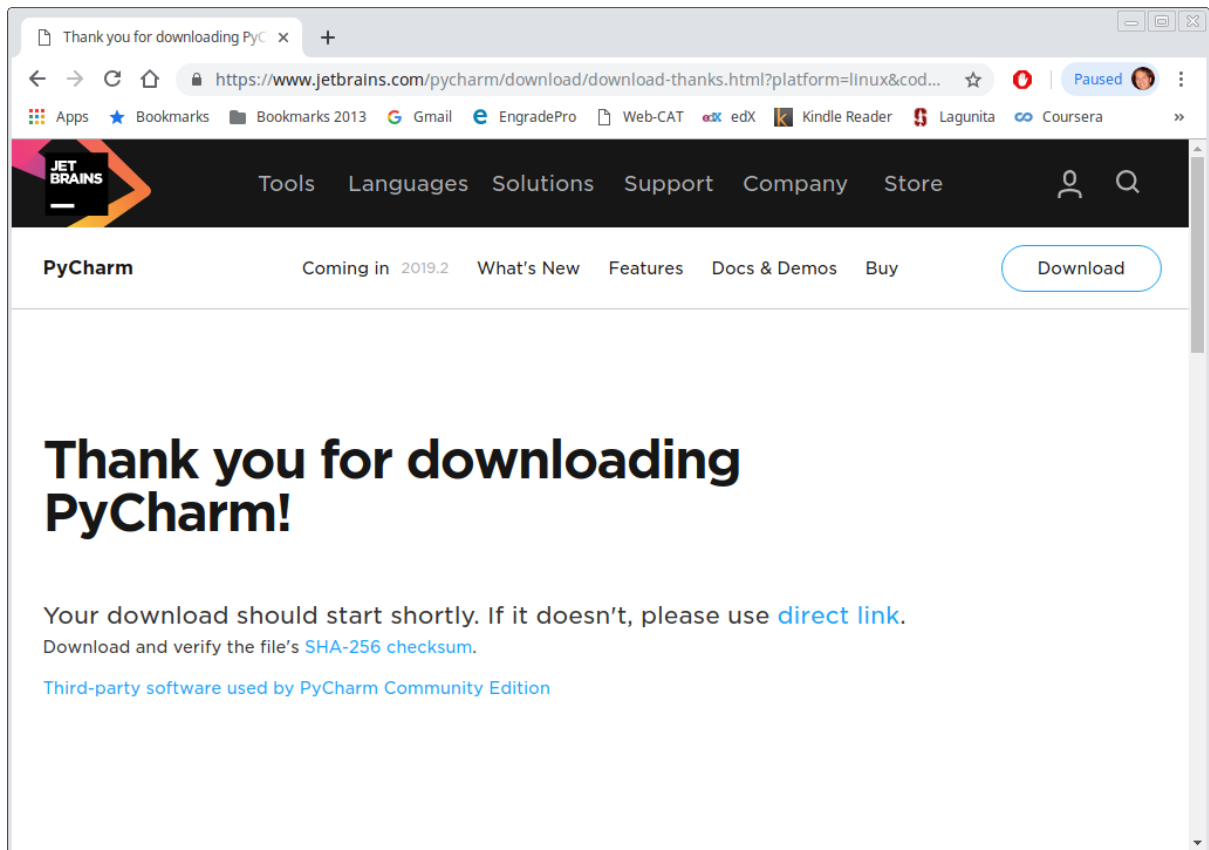 Thank you for downloading PyC
https://www.jetbrains.com/pycharm/download/download-thanks.html?platform=linux&cod... Paused
Apps Bookmarks Bookmarks 2013 Gmail EngradePro Web-CAT edX Kindle Reader Lagunita Coursera »
JET
BRAINS
Tools Languages Solutions Support Company Store
PyCharm Coming in 2019.2 What's New Features Docs & Demos Buy Download
Thank you for downloading
PyCharm!
Your download should start shortly. If it doesn't, please use direct link.
Download and verify the file's SHA-256 checksum.
Third-party software used by PyCharm Community Edition